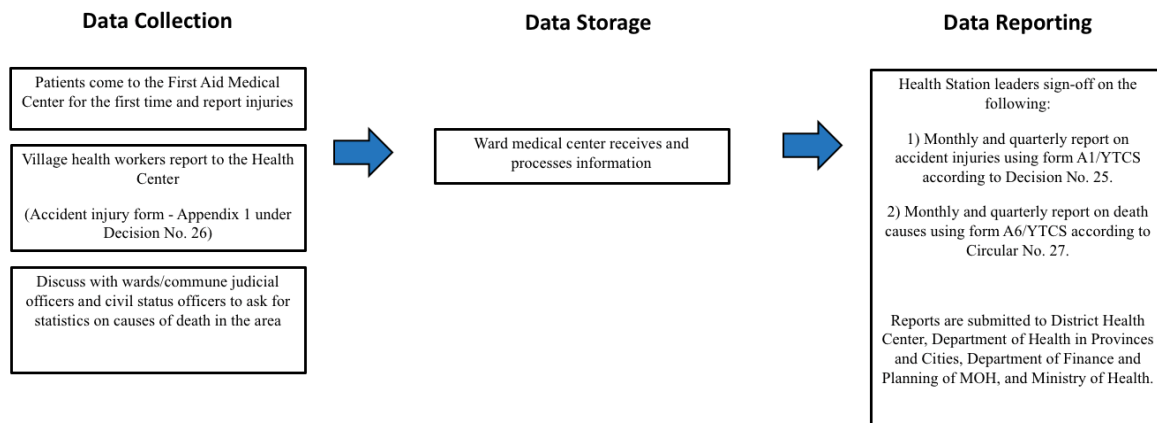 Data Collection
Patients come to the First Aid Medical
Center for the first time and report injuries
Village health workers report to the Health
Center
(Accident injury form - Appendix 1 under
Decision No. 26)
Discuss with wards/commune judicial
officers and civil status officers to ask for
statistics on causes of death in the area
Data Storage
Ward medical center receives and
processes information
Data Reporting
Health Station leaders sign-off on the
following:
1) Monthly and quarterly report on
accident injuries using form A1/YTCS
according to Decision No. 25.
2) Monthly and quarterly report on death
causes using form A6/YTCS according to
Circular No. 27.
Reports are submitted to District Health
Center, Department of Health in Provinces
and Cities, Department of Finance and
Planning of MOH, and Ministry of Health.